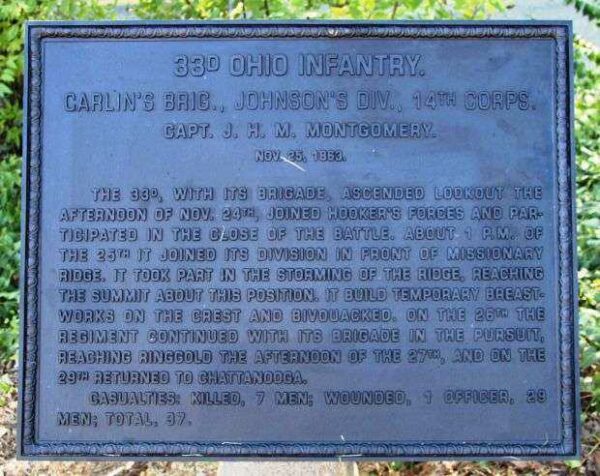 33D OHIO INFANTRY.
CARLIN'S BRIG., JOHNSON'S DIV., 14TH CORPS.
CAPT. J. H. M. MONTGOMERY.
NOV. 25, 1863.
THE 33D, WITH ITS BRIGADE, ASCENDED LOOKOUT THE
AFTERNOON OF NOV. 24TH, JOINED HOOKER'S FORCES AND PAR-
TICIPATED IN THE CLOSE OF THE BATTLE. ABOUT 1 P.M. OF
THE 25TH IT JOINED ITS DIVISION IN FRONT OF MISSIONARY
RIDGE. IT TOOK PART IN THE STORMING OF THE RIDGE, REACHING
THE SUMMIT ABOUT THIS POSITION. IT BUILD TEMPORARY BREAST-
WORKS ON THE CREST AND BIVOUACKED. ON THE 26TH THE
REGIMENT CONTINUED WITH ITS BRIGADE IN THE PURSUIT,
REACHING RINGGOLD THE AFTERNOON OF THE 27TH, AND ON THE
29TH RETURNED TO CHATTANOOGA.
CASUALTIES: KILLED, 7 MEN; WOUNDED, 1 OFFICER, 29
MEN; TOTAL, 37.